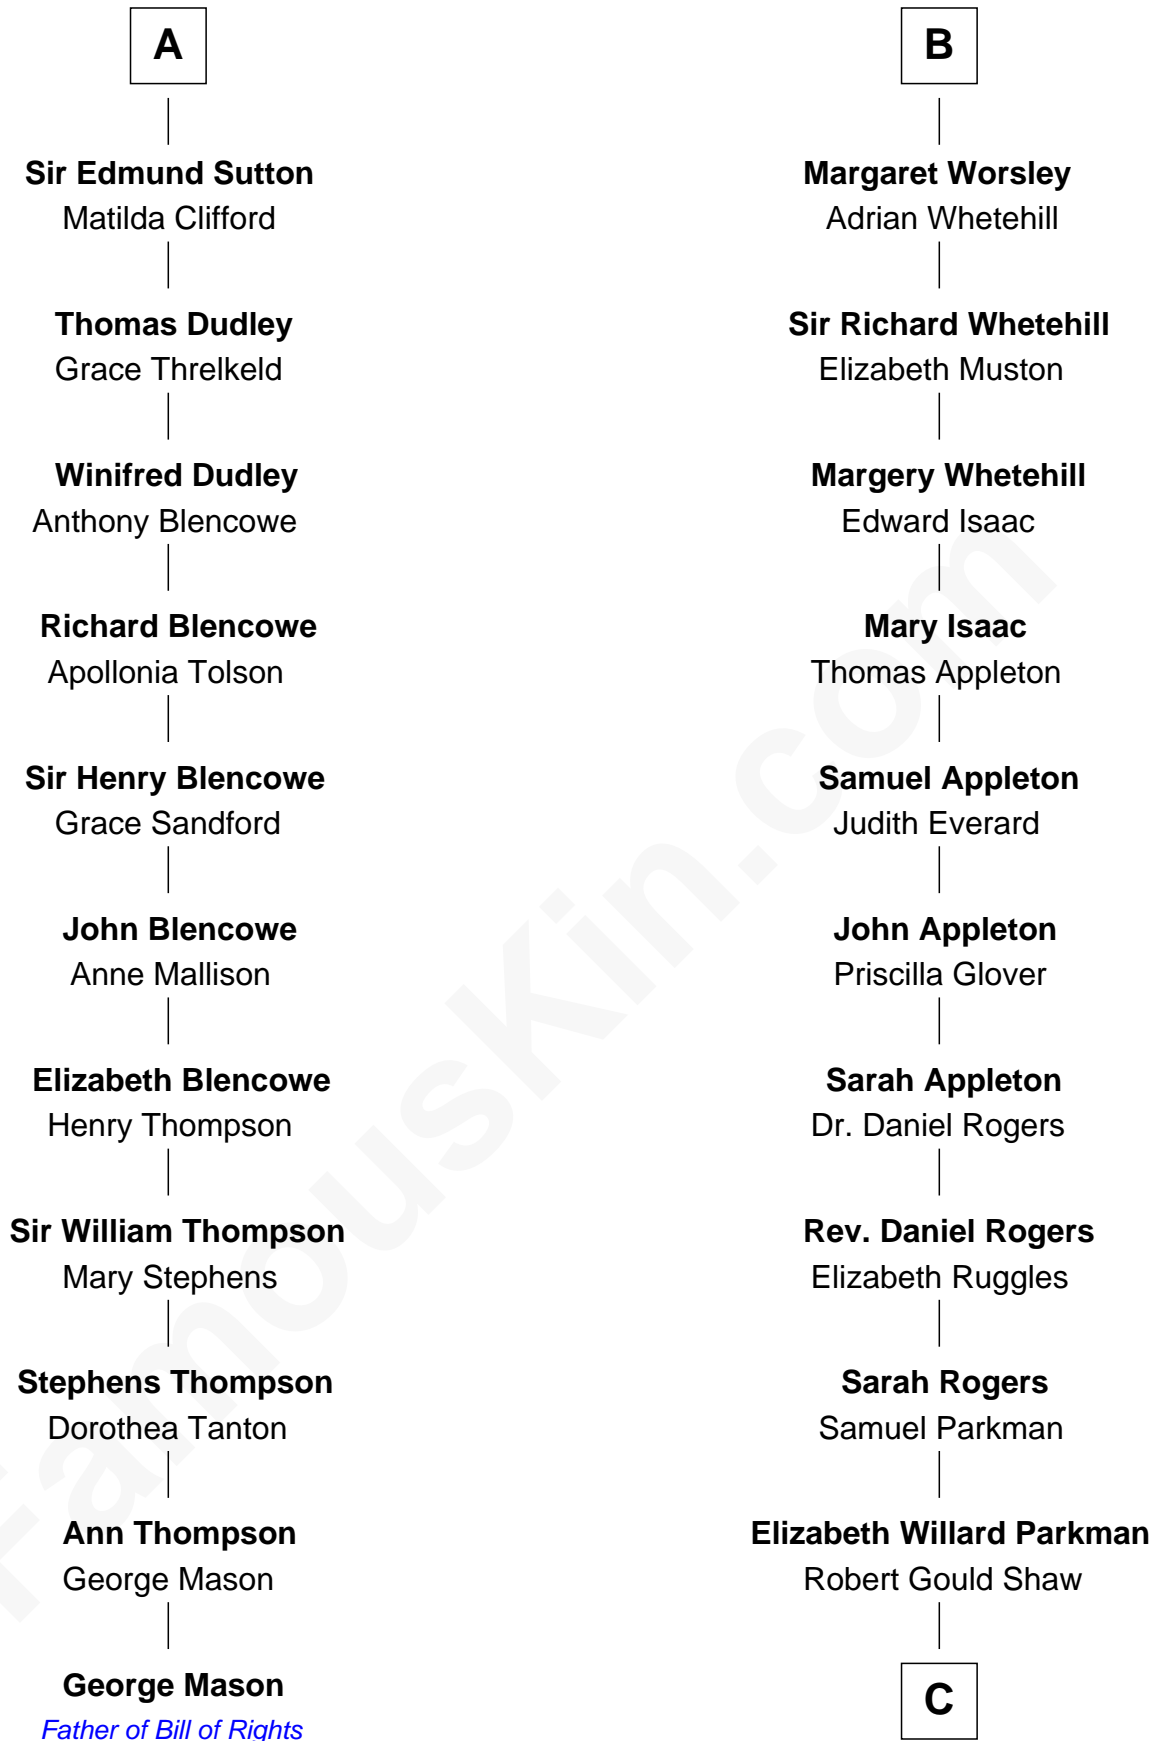 A
Sir Edmund Sutton
Matilda Clifford
Thomas Dudley
Grace Threlkeld
Winifred Dudley
Anthony Blencowe
Richard Blencowe
Apollonia Tolson
Sir Henry Blencowe
Grace Sandford
John Blencowe
Anne Mallison
Elizabeth Blencowe
Henry Thompson
Sir William Thompson
Mary Stephens
Stephens Thompson
Dorothea Tanton
Ann Thompson
George Mason
George Mason
Father of Bill of Rights
B
Margaret Worsley
Adrian Whetehill
Sir Richard Whetehill
Elizabeth Muston
Margery Whetehill
Edward Isaac
Mary Isaac
Thomas Appleton
Samuel Appleton
Judith Everard
John Appleton
Priscilla Glover
Sarah Appleton
Dr. Daniel Rogers
Rev. Daniel Rogers
Elizabeth Ruggles
Sarah Rogers
Samuel Parkman
Elizabeth Willard Parkman
Robert Gould Shaw
C
FamousKin.com